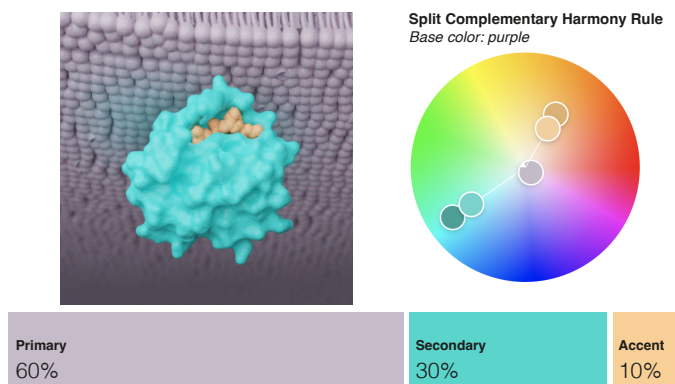 Split Complementary Harmony Rule
Base color: purple
Primary
60%
Secondary
30%
Accent
10%